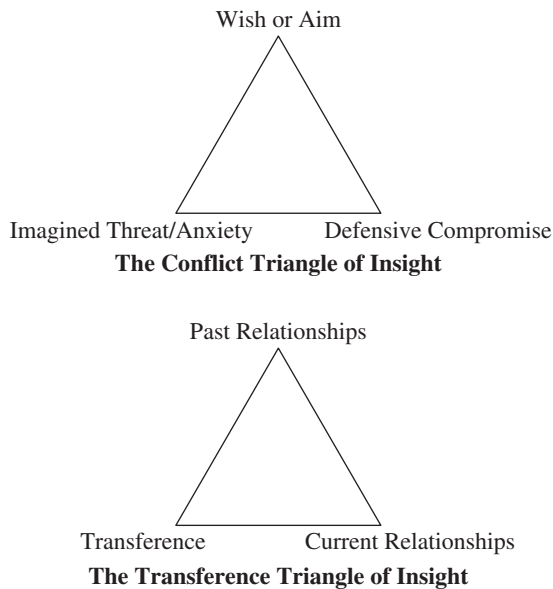 Wish or Aim
Imagined Threat/Anxiety Defensive Compromise
The Conflict Triangle of Insight
Past Relationships
Transference Current Relationships
The Transference Triangle of Insight